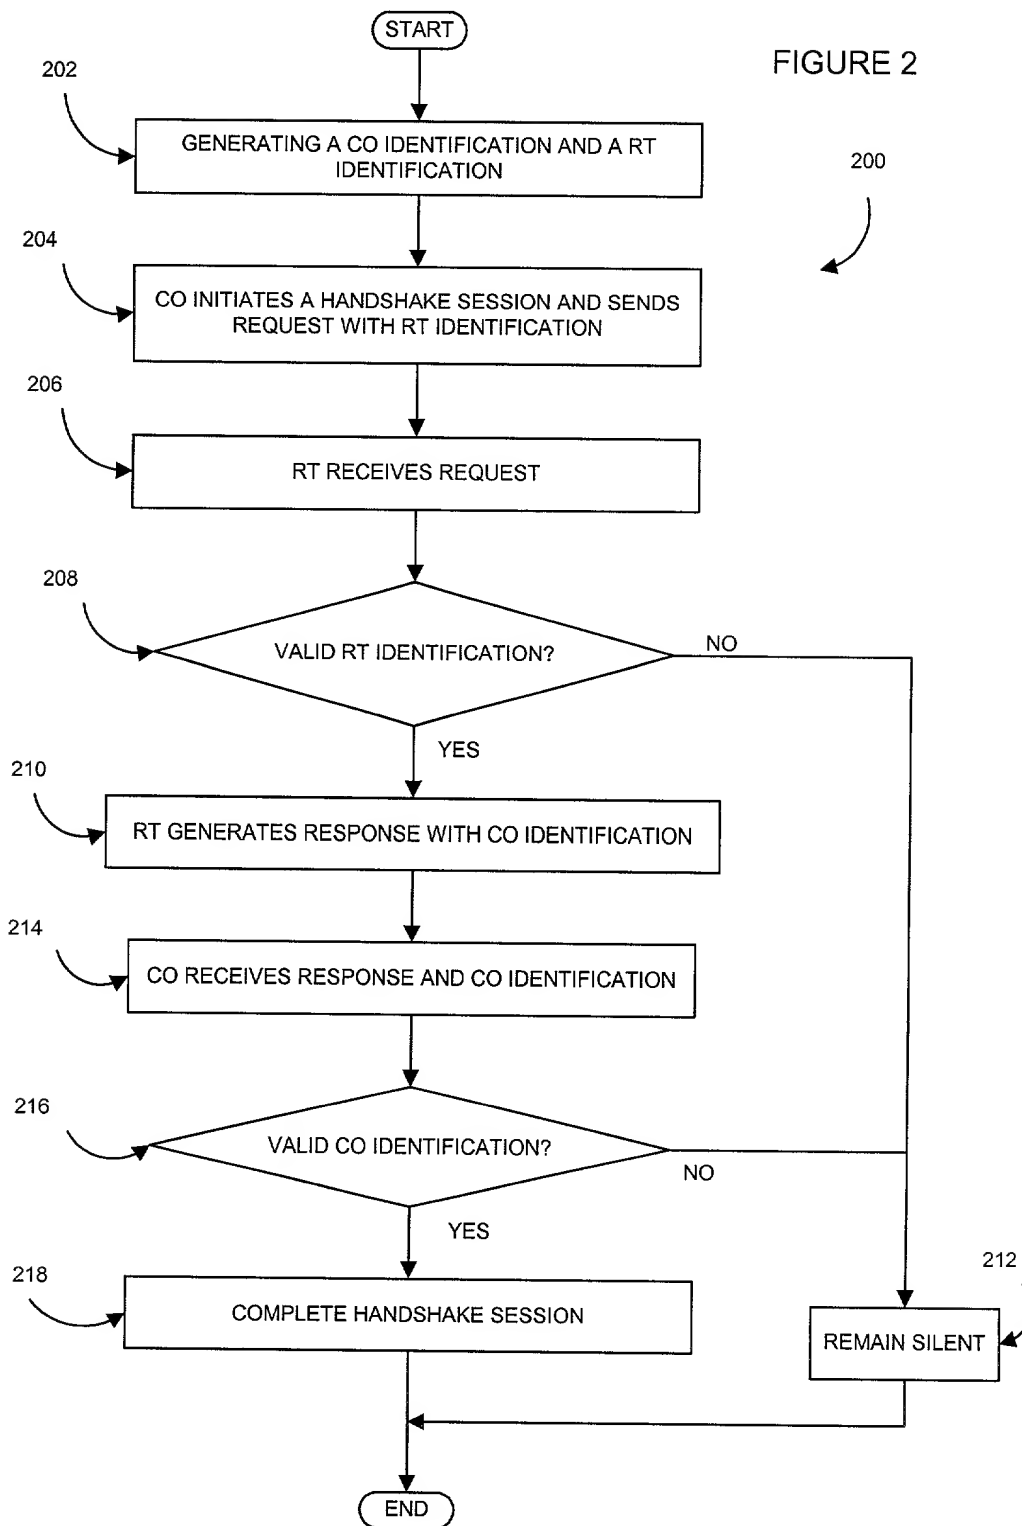 START
FIGURE 2
202
GENERATING A CO IDENTIFICATION AND A RT
IDENTIFICATION
200
204
CO INITIATES A HANDSHAKE SESSION AND SENDS
REQUEST WITH RT IDENTIFICATION
206
RT RECEIVES REQUEST
208
VALID RT IDENTIFICATION?
NO
YES
210
RT GENERATES RESPONSE WITH CO IDENTIFICATION
214
CO RECEIVES RESPONSE AND CO IDENTIFICATION
216
VALID CO IDENTIFICATION?
NO
YES
218
COMPLETE HANDSHAKE SESSION
212
REMAIN SILENT
END